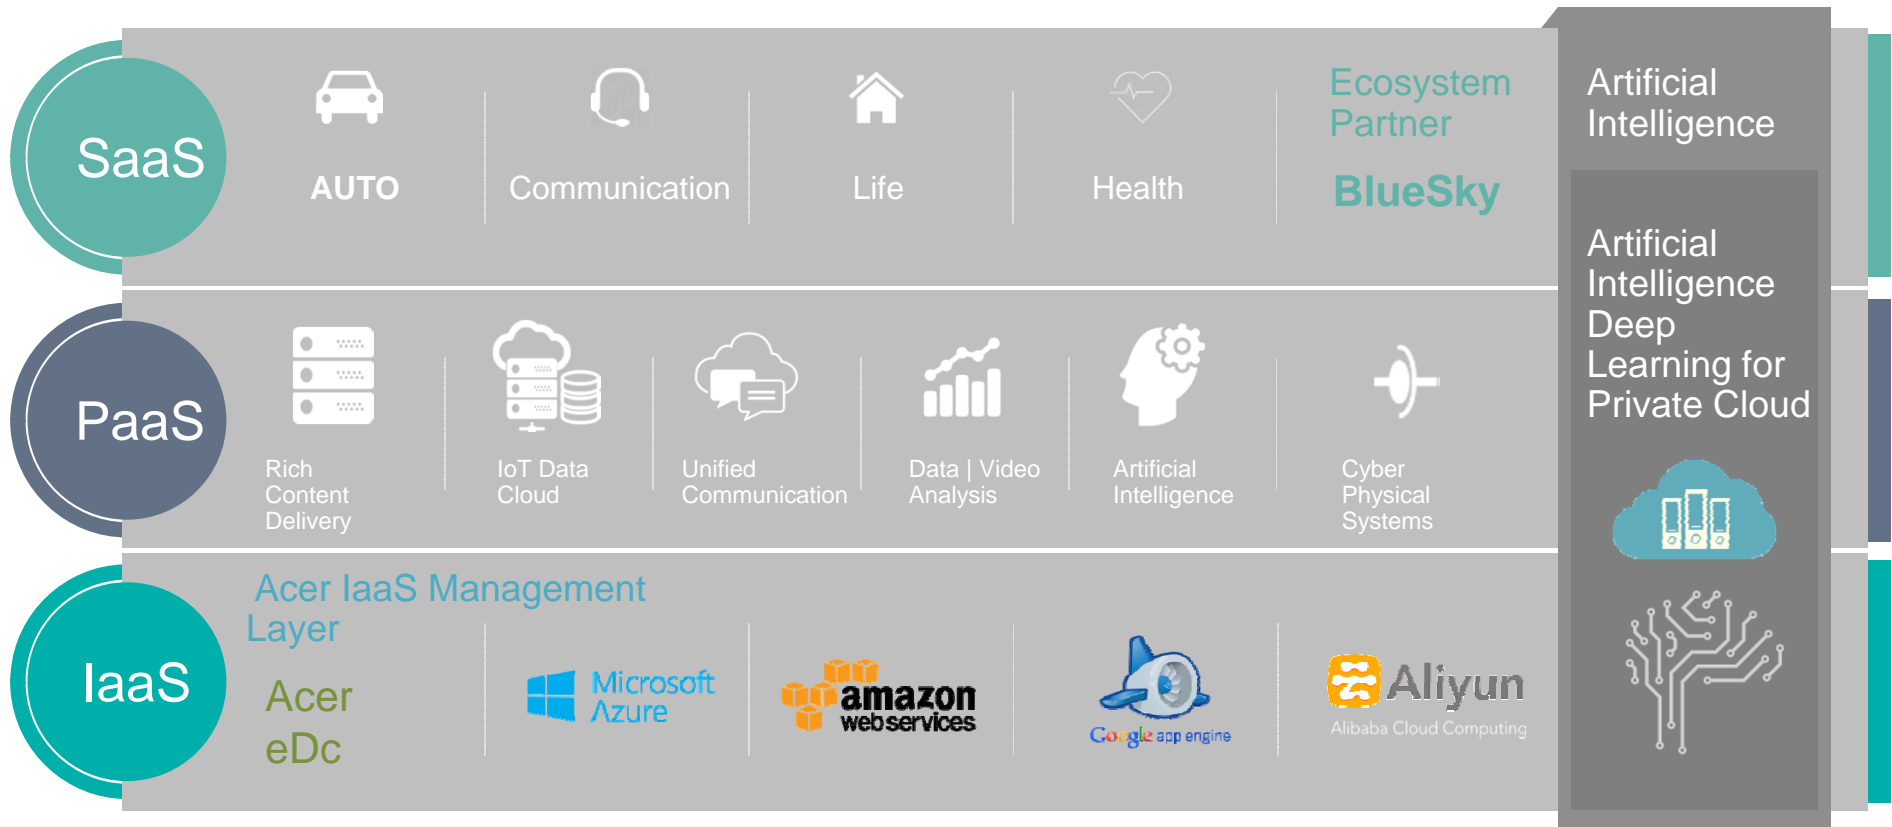 SaaS
AUTO
Communication
Life
Health
Ecosystem
Partner
BlueSky
Artificial
Intelligence
Artificial
Intelligence
Deep
Learning for
Private Cloud
PaaS
Rich
Content
Delivery
IoT Data
Cloud
Unified
Communication
Data | Video
Analysis
Artificial
Intelligence
Cyber
Physical
Systems
IaaS
Acer IaaS Management
Layer
Acer
eDc
Microsoft
Azure
amazon
webservices
Google app engine
Aliyun
Alibaba Cloud Computing